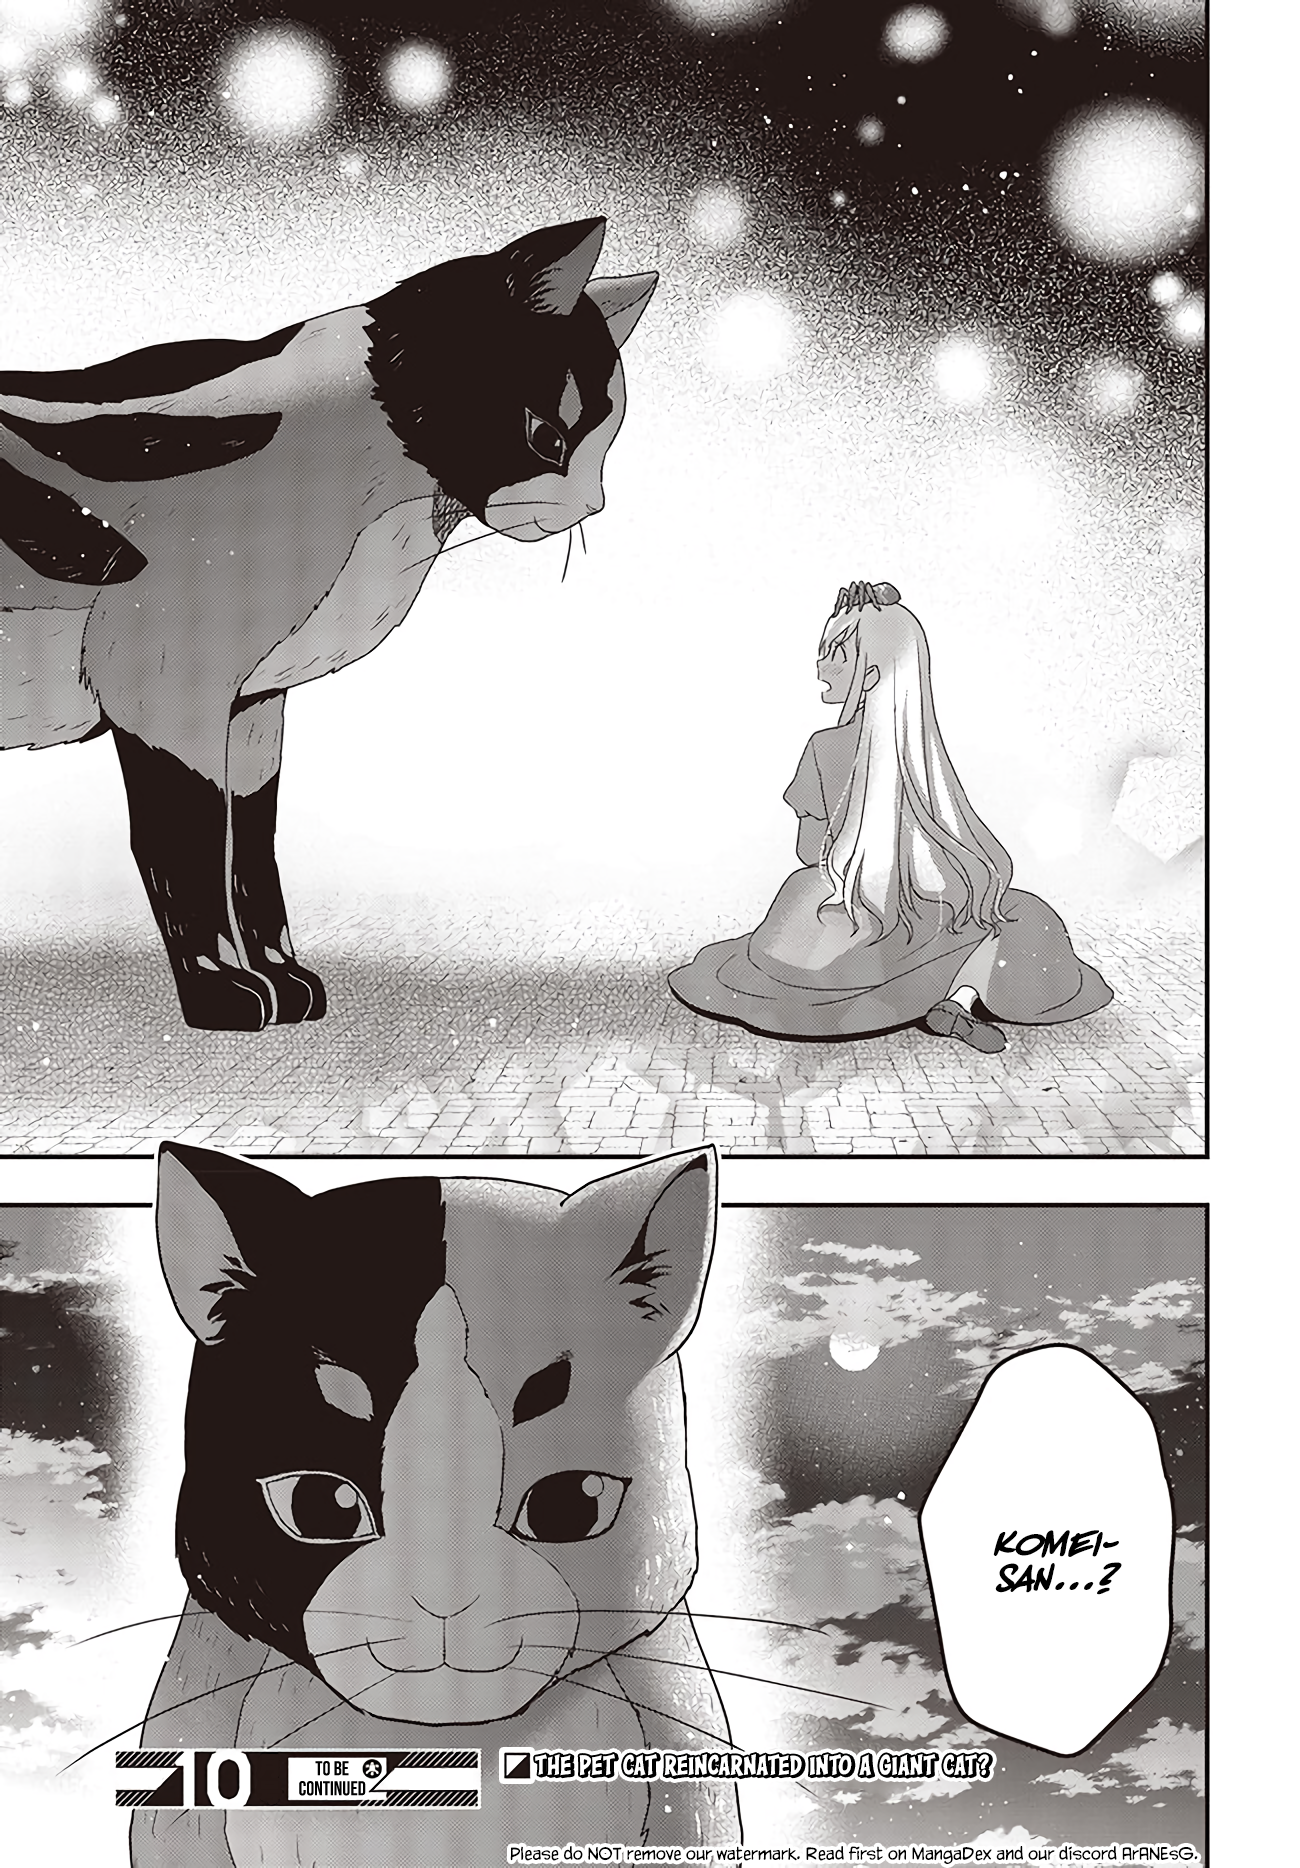 KOMEI-
SAN...?
10
TO BE
CONTINUED
THE PET CAT REINCARNATED INTO A GIANT CAT?
Please do NOT remove our watermark. Read first on MangaDex and our discord ArANEsG.